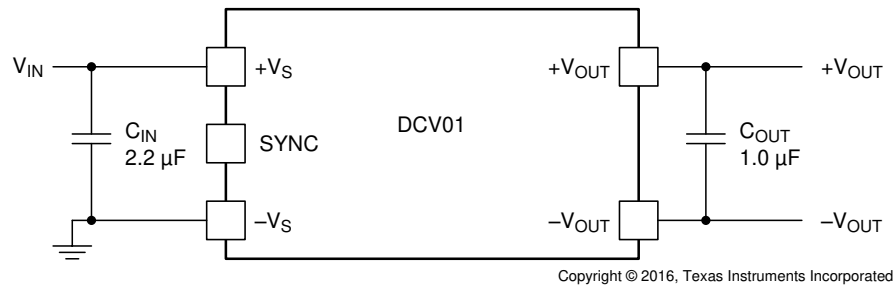 V_IN
+V_S
+V_OUT
+V_OUT
C_IN
2.2 µF
SYNC
DCV01
C_OUT
1.0 µF
–V_S
–V_OUT
–V_OUT
Copyright © 2016, Texas Instruments Incorporated